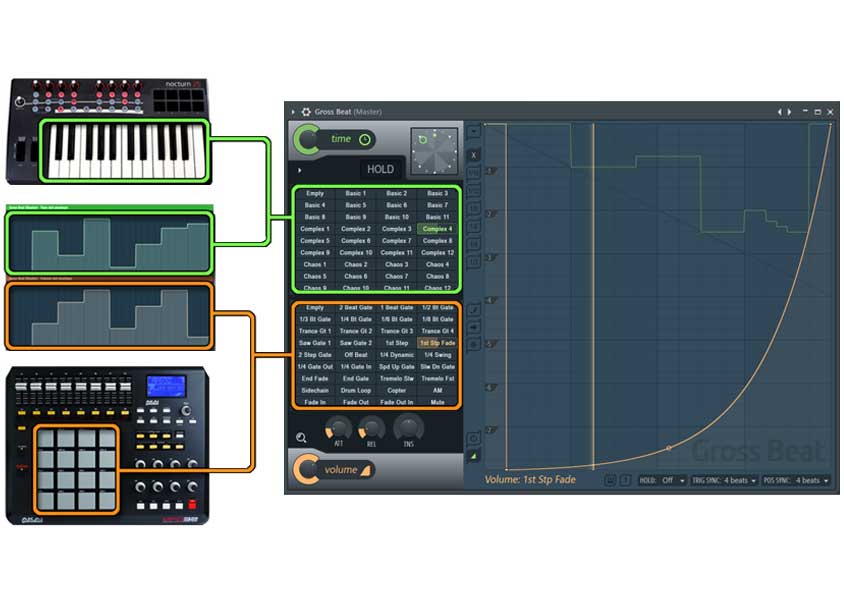 nocturn 25
Gross Beat (Master)
time
HOLD
Empty Basic 1 Basic 2 Basic 3
Basic 4 Basic 5 Basic 6 Basic 7
Basic 8 Basic 9 Basic 10 Basic 11
Complex 1 Complex 2 Complex 3 Complex 4
Complex 5 Complex 6 Complex 7 Complex 8
Complex 9 Complex 10 Complex 11 Complex 12
Chaos 1 Chaos 2 Chaos 3 Chaos 4
Chaos 5 Chaos 6 Chaos 7 Chaos 8
Chaos 9 Chaos 10 Chaos 11 Chaos 12
Empty 2 Beat Gate 1 Beat Gate 1/2 Bt Gate
1/3 Bt Gate 1/4 Bt Gate 1/6 Bt Gate 1/8 Bt Gate
Trance Gt 1 Trance Gt 2 Trance Gt 3 Trance Gt 4
Saw Gate 1 Saw Gate 2 1st Step 1st Stp Fade
2 Step Gate Off Beat 1/4 Dynamic 1/4 Swing
1/4 Gate Out 1/4 Gate In Spd Up Gate Slw Dn Gate
End Fade End Gate Tremelo Slw Tremelo Fst
Sidechain Drum Loop Copter AM
Fade In Fade Out Fade Out In Mute
ATT REL TNS
volume
Gross Beat
Volume: 1st Stp Fade
HOLD: Off TRIG SYNC: 4 beats POS SYNC: 4 beats